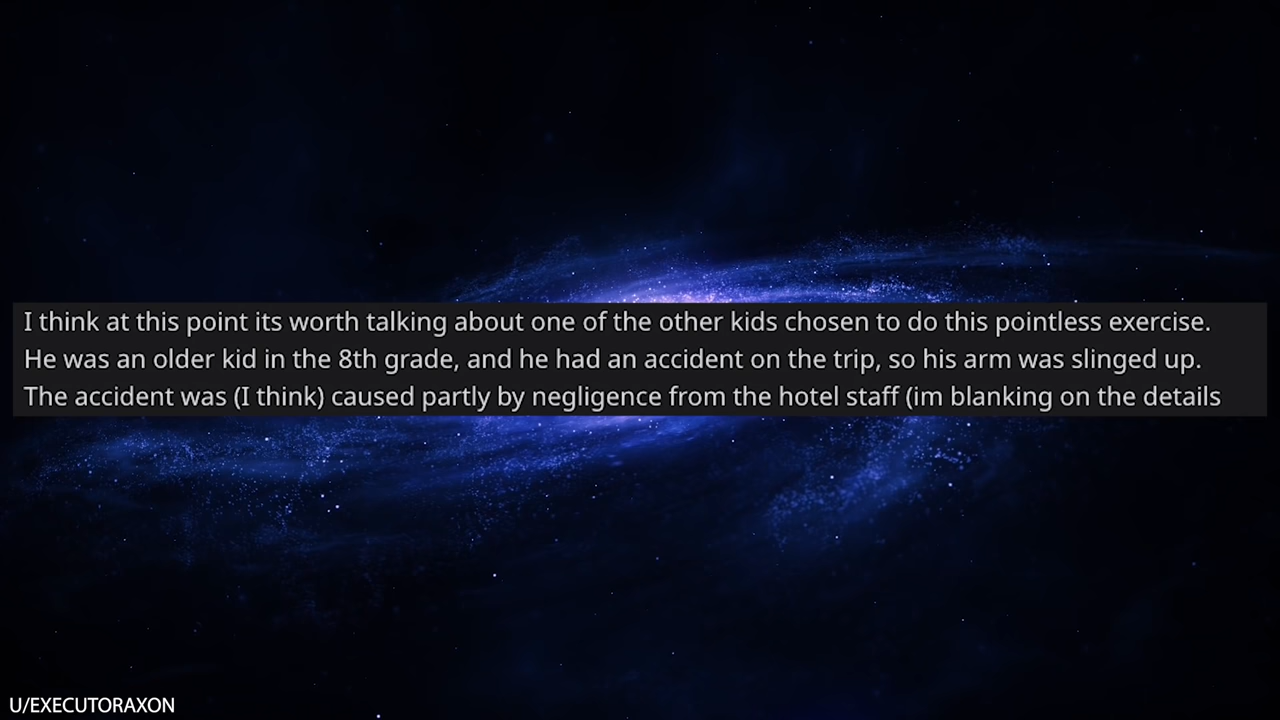 I think at this point its worth talking about one of the other kids chosen to do this pointless exercise.
He was an older kid in the 8th grade, and he had an accident on the trip, so his arm was slinged up.
The accident was (I think) caused partly by negligence from the hotel staff (im blanking on the details
U/EXECUTORAXON